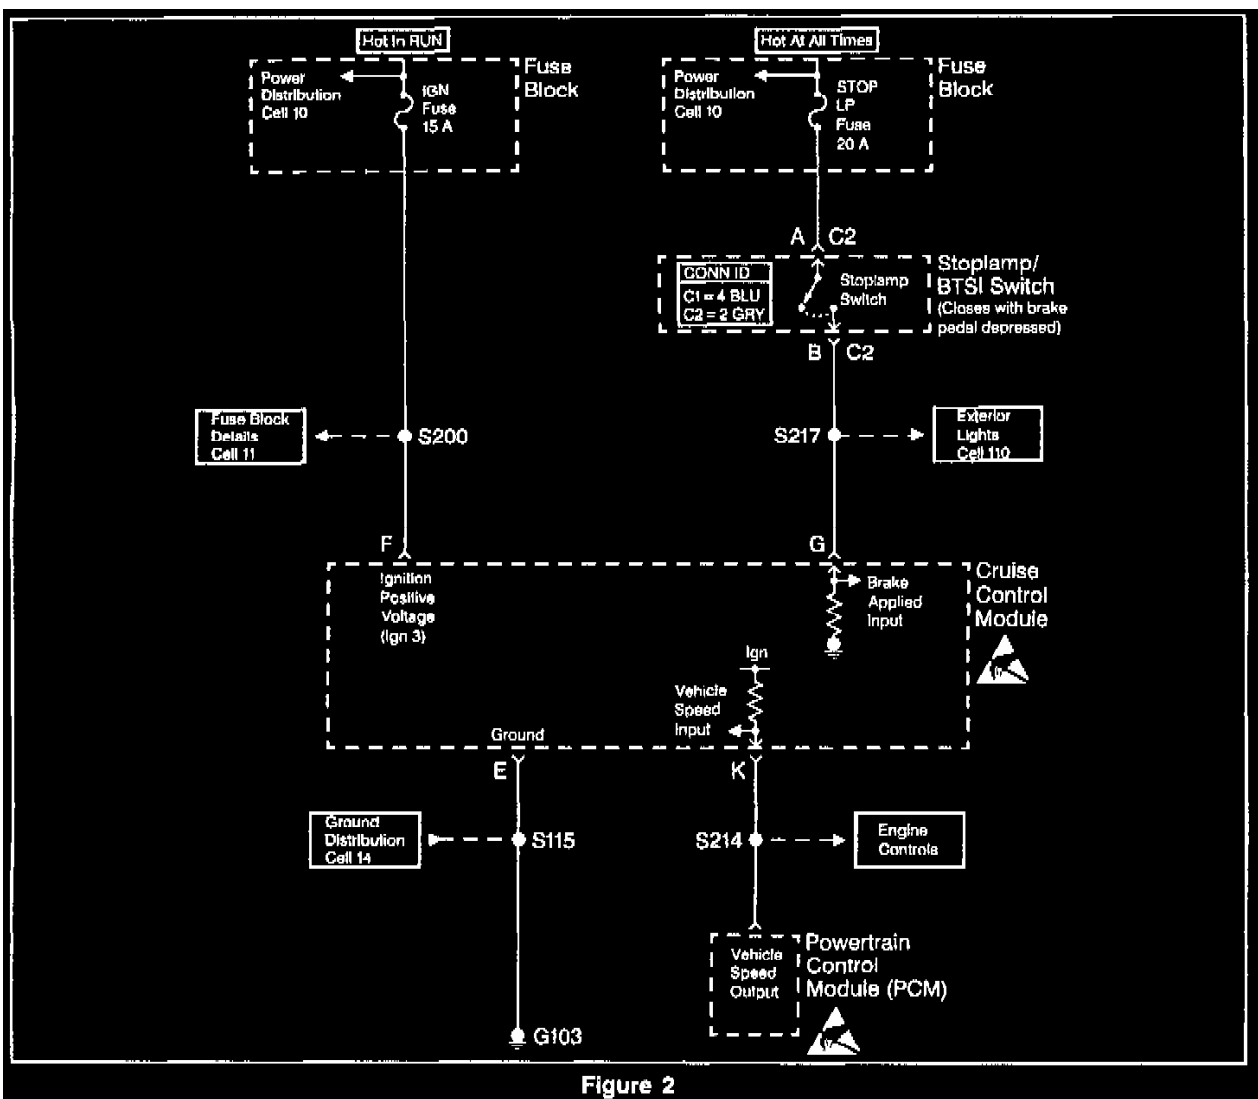 Hot In RUN
Hot At All Times
Power
Distribution
Cell 10
IGN
Fuse
15 A
Fuse
Block
Power
Distribution
Cell 10
STOP
LP
Fuse
20 A
Fuse
Block
A C2
CONN ID
C1 = 4 BLU
C2 = 2 GRY
Stoplamp
Switch
Stoplamp/
BTSI Switch
(Closes with brake
pedal depressed)
B C2
Fuse Block
Details
Cell 11
S200
S217
Exterior
Lights
Cell 110
F
G
Ignition
Positive
Voltage
(Ign 3)
Brake
Applied
Input
Cruise
Control
Module
Ign
Vehicle
Speed
Input
Ground
E
K
Ground
Distribution
Cell 14
S115
S214
Engine
Controls
Vehicle
Speed
Output
Powertrain
Control
Module (PCM)
G103
Figure 2